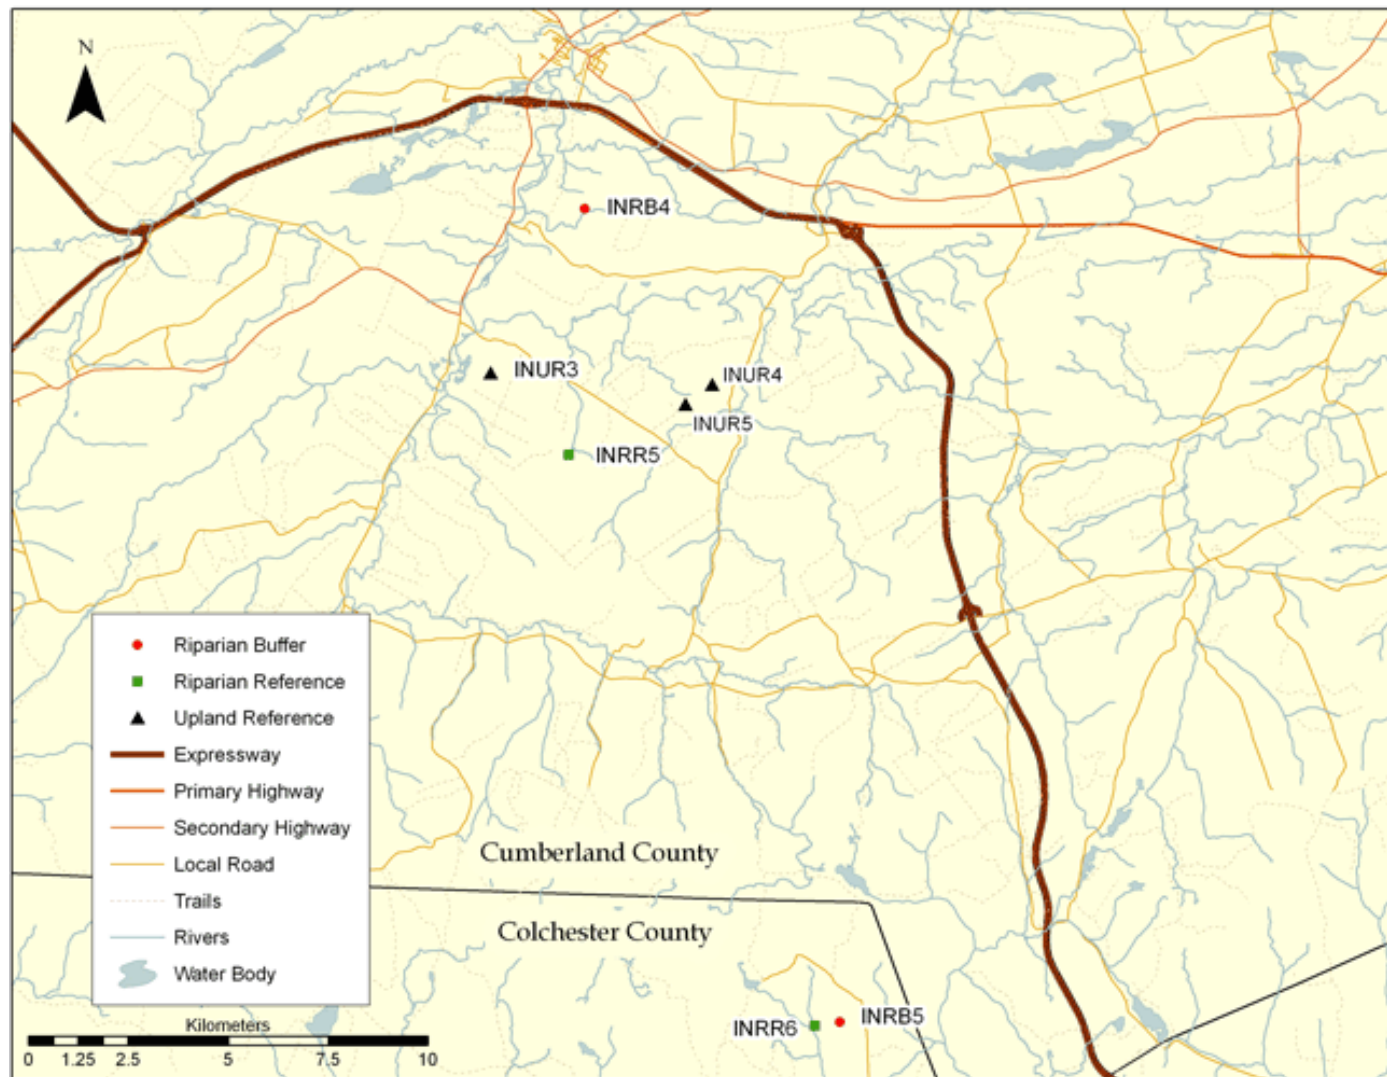 N
INRB4
INUR3
INUR4
INUR5
INRR5
Riparian Buffer
Riparian Reference
Upland Reference
Expressway
Primary Highway
Secondary Highway
Local Road
Trails
Rivers
Water Body
Cumberland County
Colchester County
INRR6
INRB5
Kilometers
0 1.25 2.5 5 7.5 10